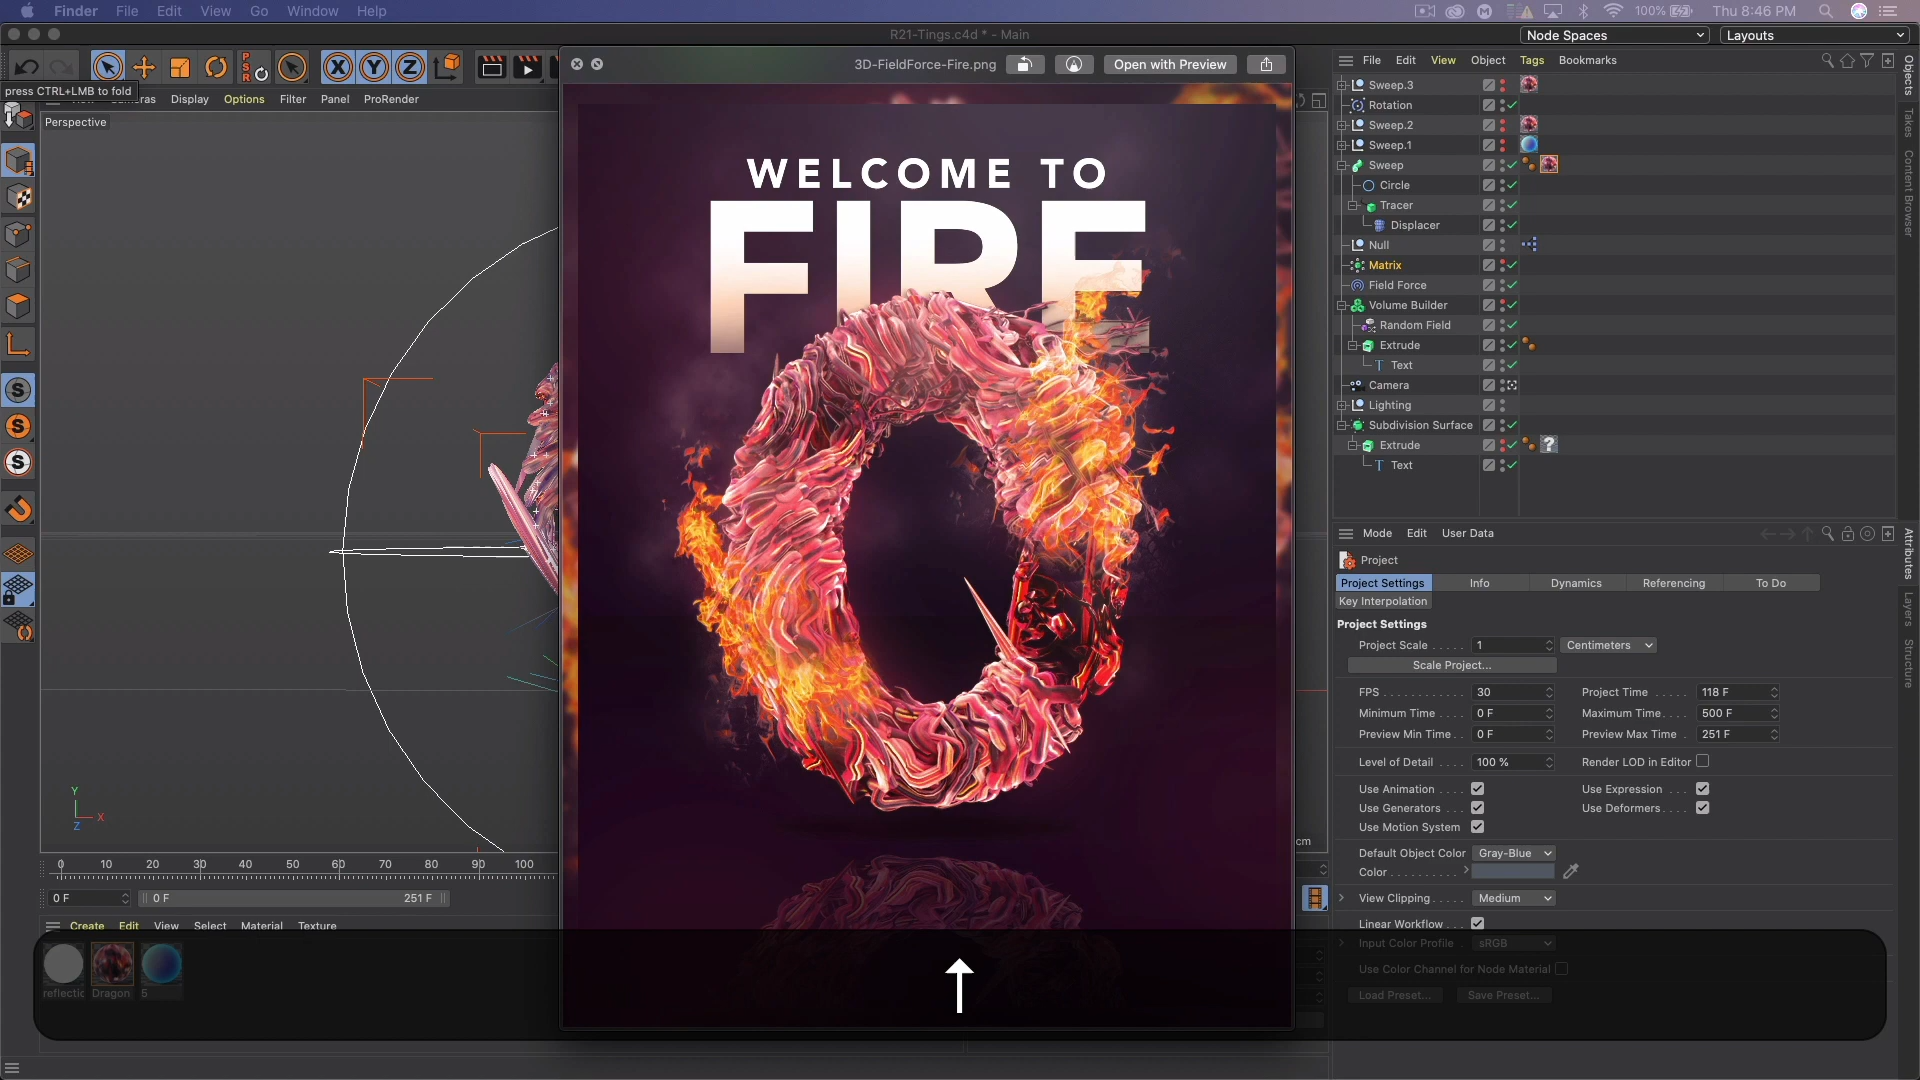 Finder File Edit View Go Window Help
100% Thu 8:46 PM
R21-Tings.c4d * - Main
Node Spaces
Layouts
3D-FieldForce-Fire.png
Open with Preview
press CTRL+LMB to fold
Display Options Filter Panel ProRender
Perspective
WELCOME TO
FIRE
Y
X
Z
0 10 20 30 40 50 60 70 80 90 100
0 F
0 F
251 F
cm
Create Edit View Select Material Texture
reflectic
Dragon
5
File Edit View Object Tags Bookmarks
Sweep.3
Rotation
Sweep.2
Sweep.1
Sweep
Circle
Tracer
Displacer
Null
Matrix
Field Force
Volume Builder
Random Field
Extrude
Text
Camera
Lighting
Subdivision Surface
Extrude
Text
Objects
Takes
Content Browser
Mode Edit User Data
Project
Project Settings Info Dynamics Referencing To Do
Key Interpolation
Project Settings
Project Scale 1 Centimeters
Scale Project...
FPS 30 Project Time 118 F
Minimum Time 0 F Maximum Time 500 F
Preview Min Time 0 F Preview Max Time 251 F
Level of Detail 100 % Render LOD in Editor
Use Animation Use Expression
Use Generators Use Deformers
Use Motion System
Default Object Color Gray-Blue
Color
View Clipping Medium
Linear Workflow
Input Color Profile sRGB
Use Color Channel for Node Material
Load Preset... Save Preset...
Attributes
Layers
Structure